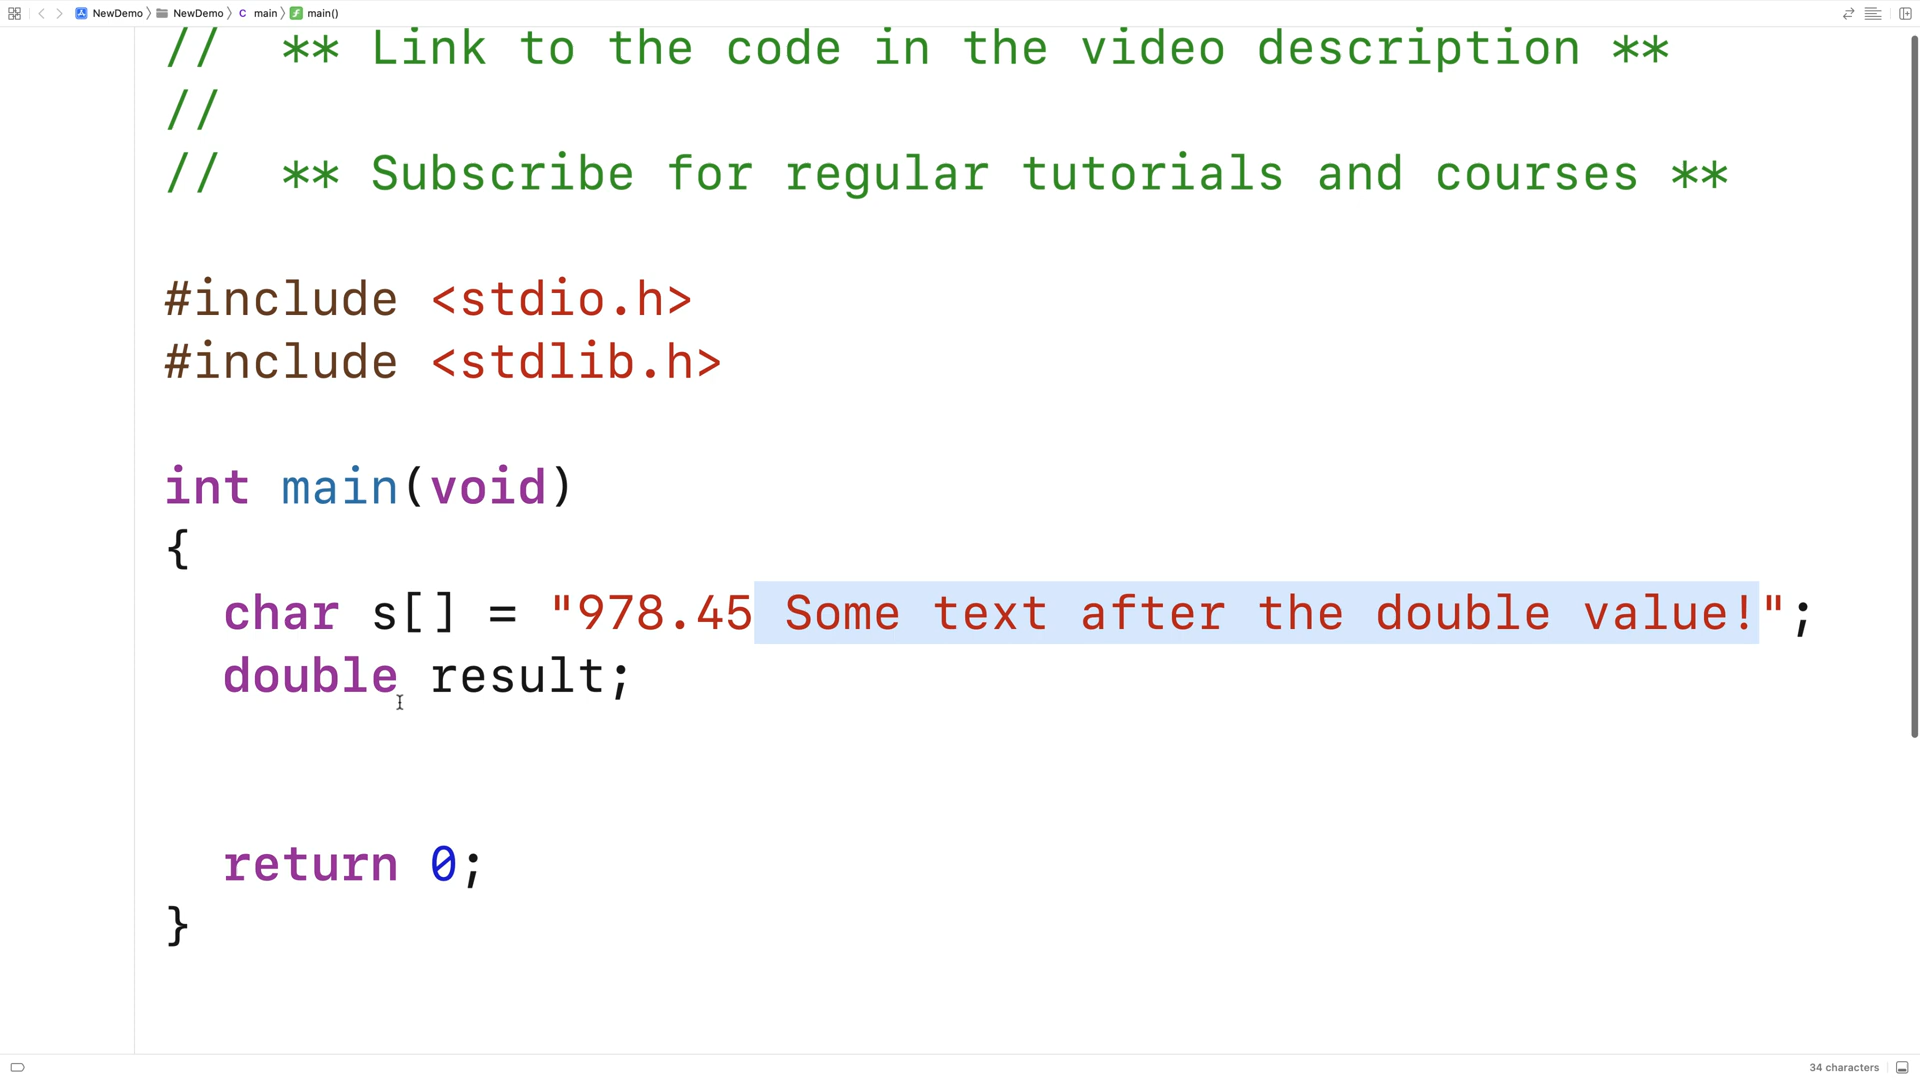 NewDemo NewDemo C main f main()
// ** Link to the code in the video description **
//
// ** Subscribe for regular tutorials and courses **
#include <stdio.h>
#include <stdlib.h>
int main(void)
{
char s[] = "978.45 Some text after the double value!";
double result;
return 0;
}
34 characters